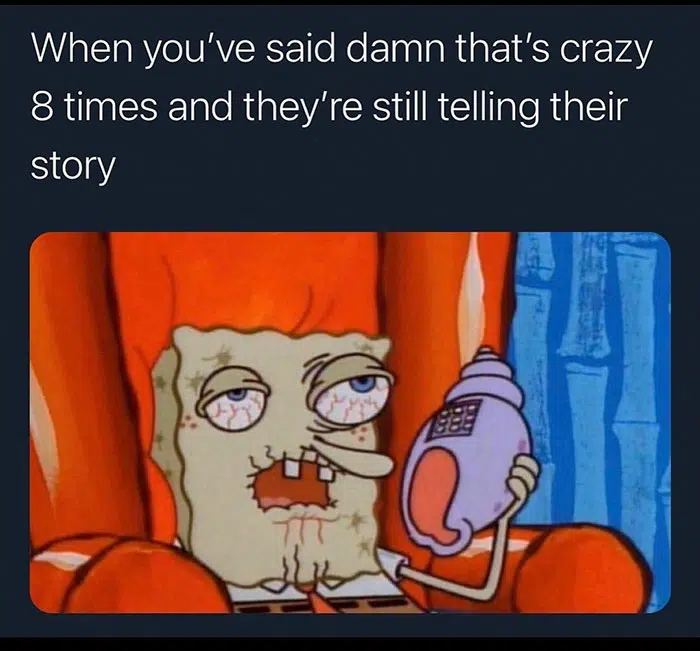 When you’ve said damn that’s crazy
8 times and they’re still telling their
story